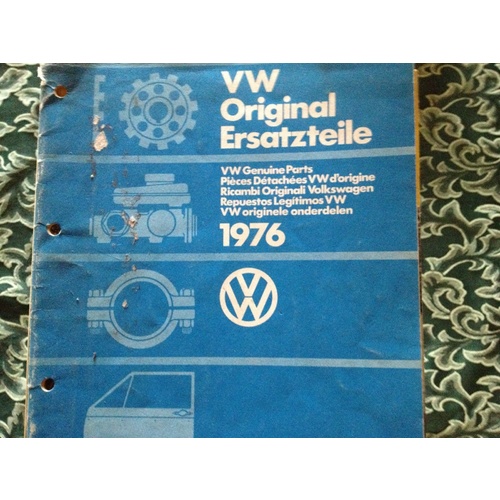 VW
Original
Ersatzteile
VW Genuine Parts
Pièces Détachées VW d'origine
Ricambi Originali Volkswagen
Repuestos Legítimos VW
VW originele onderdelen
1976
VW